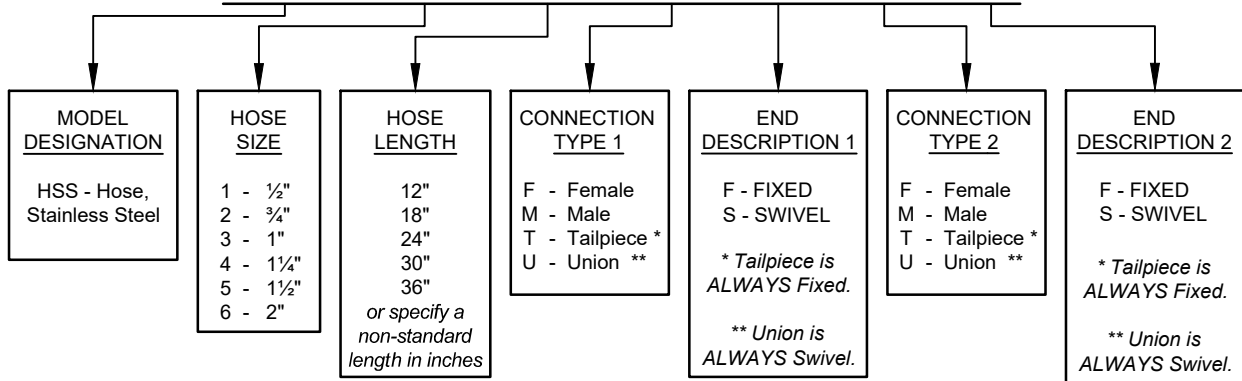 MODEL
DESIGNATION
HSS - Hose,
Stainless Steel
HOSE
SIZE
1 - ½"
2 - ¾"
3 - 1"
4 - 1¼"
5 - 1½"
6 - 2"
HOSE
LENGTH
12"
18"
24"
30"
36"
or specify a
non-standard
length in inches
CONNECTION
TYPE 1
F - Female
M - Male
T - Tailpiece *
U - Union **
END
DESCRIPTION 1
F - FIXED
S - SWIVEL
* Tailpiece is
ALWAYS Fixed.
** Union is
ALWAYS Swivel.
CONNECTION
TYPE 2
F - Female
M - Male
T - Tailpiece *
U - Union **
END
DESCRIPTION 2
F - FIXED
S - SWIVEL
* Tailpiece is
ALWAYS Fixed.
** Union is
ALWAYS Swivel.